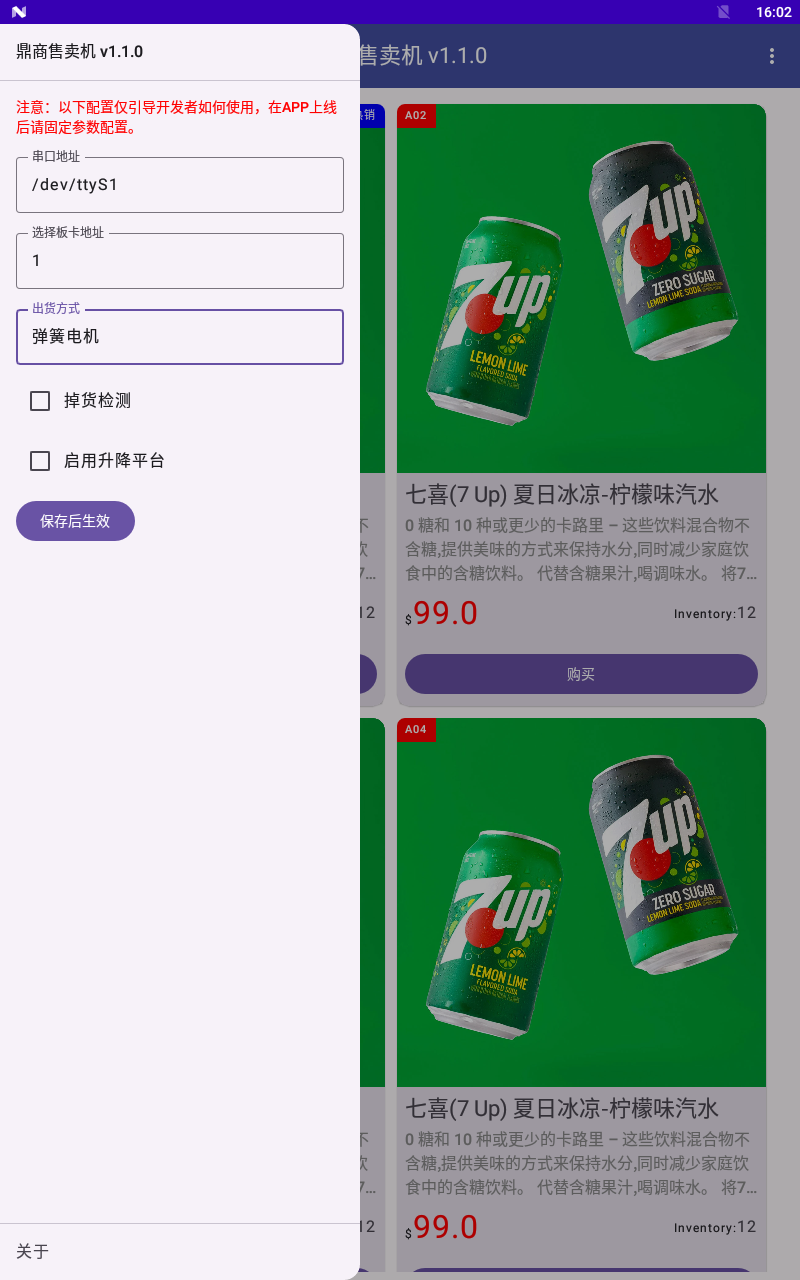 16:02
鼎商售卖机 v1.1.0
售卖机 v1.1.0
注意：以下配置仅引导开发者如何使用，在APP上线
后请固定参数配置。
串口地址
/dev/ttyS1
选择板卡地址
1
出货方式
弹簧电机
掉货检测
启用升降平台
保存后生效
关于
销
A02
7up
LEMON LIME
FLAVORED SODA
7up
ZERO SUGAR
LEMON LIME SODA
七喜(7 Up) 夏日冰凉-柠檬味汽水
0 糖和 10 种或更少的卡路里 – 这些饮料混合物不
含糖,提供美味的方式来保持水分,同时减少家庭饮
食中的含糖饮料。 代替含糖果汁,喝调味水。 将7…
$99.0
Inventory:12
购买
不
7…
12
A04
7up
LEMON LIME
FLAVORED SODA
7up
ZERO SUGAR
LEMON LIME SODA
七喜(7 Up) 夏日冰凉-柠檬味汽水
0 糖和 10 种或更少的卡路里 – 这些饮料混合物不
含糖,提供美味的方式来保持水分,同时减少家庭饮
食中的含糖饮料。 代替含糖果汁,喝调味水。 将7…
$99.0
Inventory:12
不
7…
12